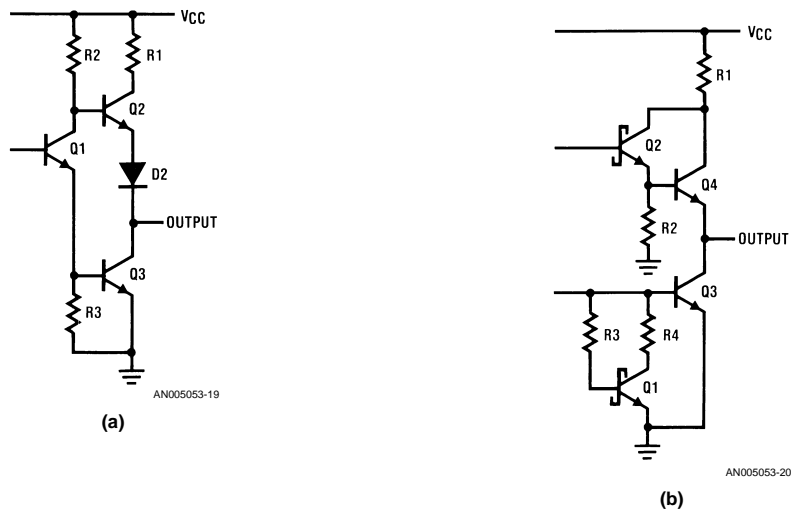 VCC
R2
R1
Q2
Q1
D2
OUTPUT
Q3
R3
AN005053-19
(a)
VCC
R1
Q2
Q4
R2
OUTPUT
Q3
R3
R4
Q1
AN005053-20
(b)